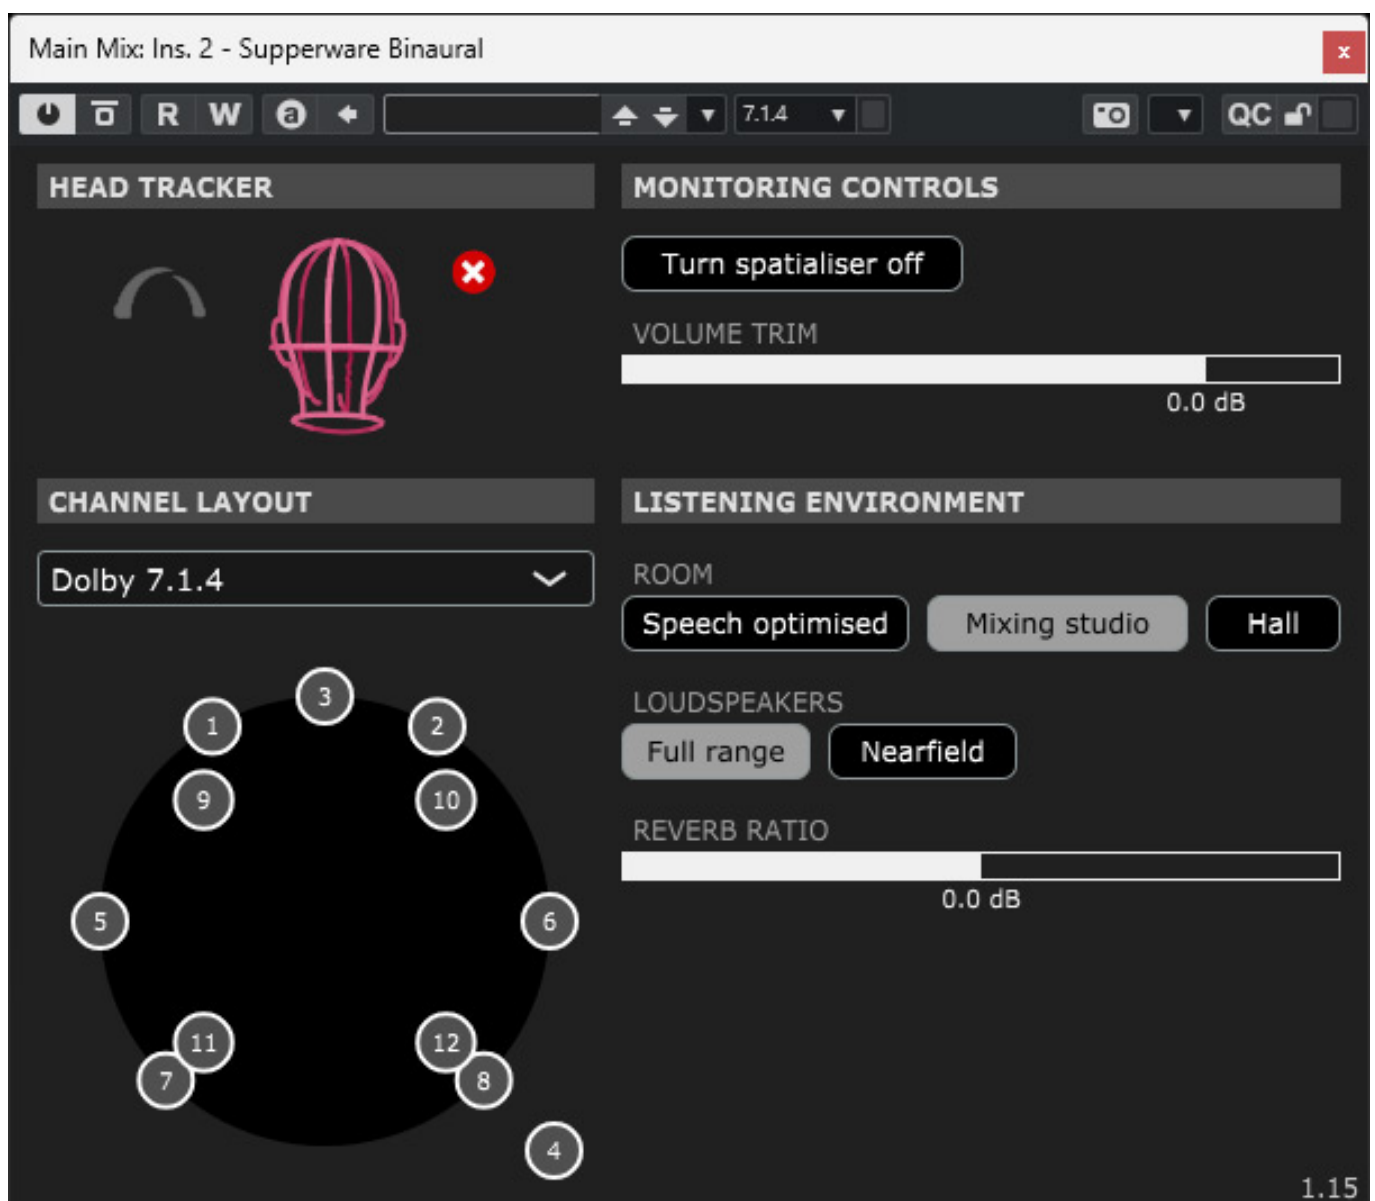 Main Mix: Ins. 2 - Supperware Binaural
x
R W a 7.1.4 QC
HEAD TRACKER
MONITORING CONTROLS
Turn spatialiser off
VOLUME TRIM
0.0 dB
CHANNEL LAYOUT
Dolby 7.1.4
3
1 2
9 10
5 6
11 12
7 8
4
LISTENING ENVIRONMENT
ROOM
Speech optimised Mixing studio Hall
LOUDSPEAKERS
Full range Nearfield
REVERB RATIO
0.0 dB
1.15